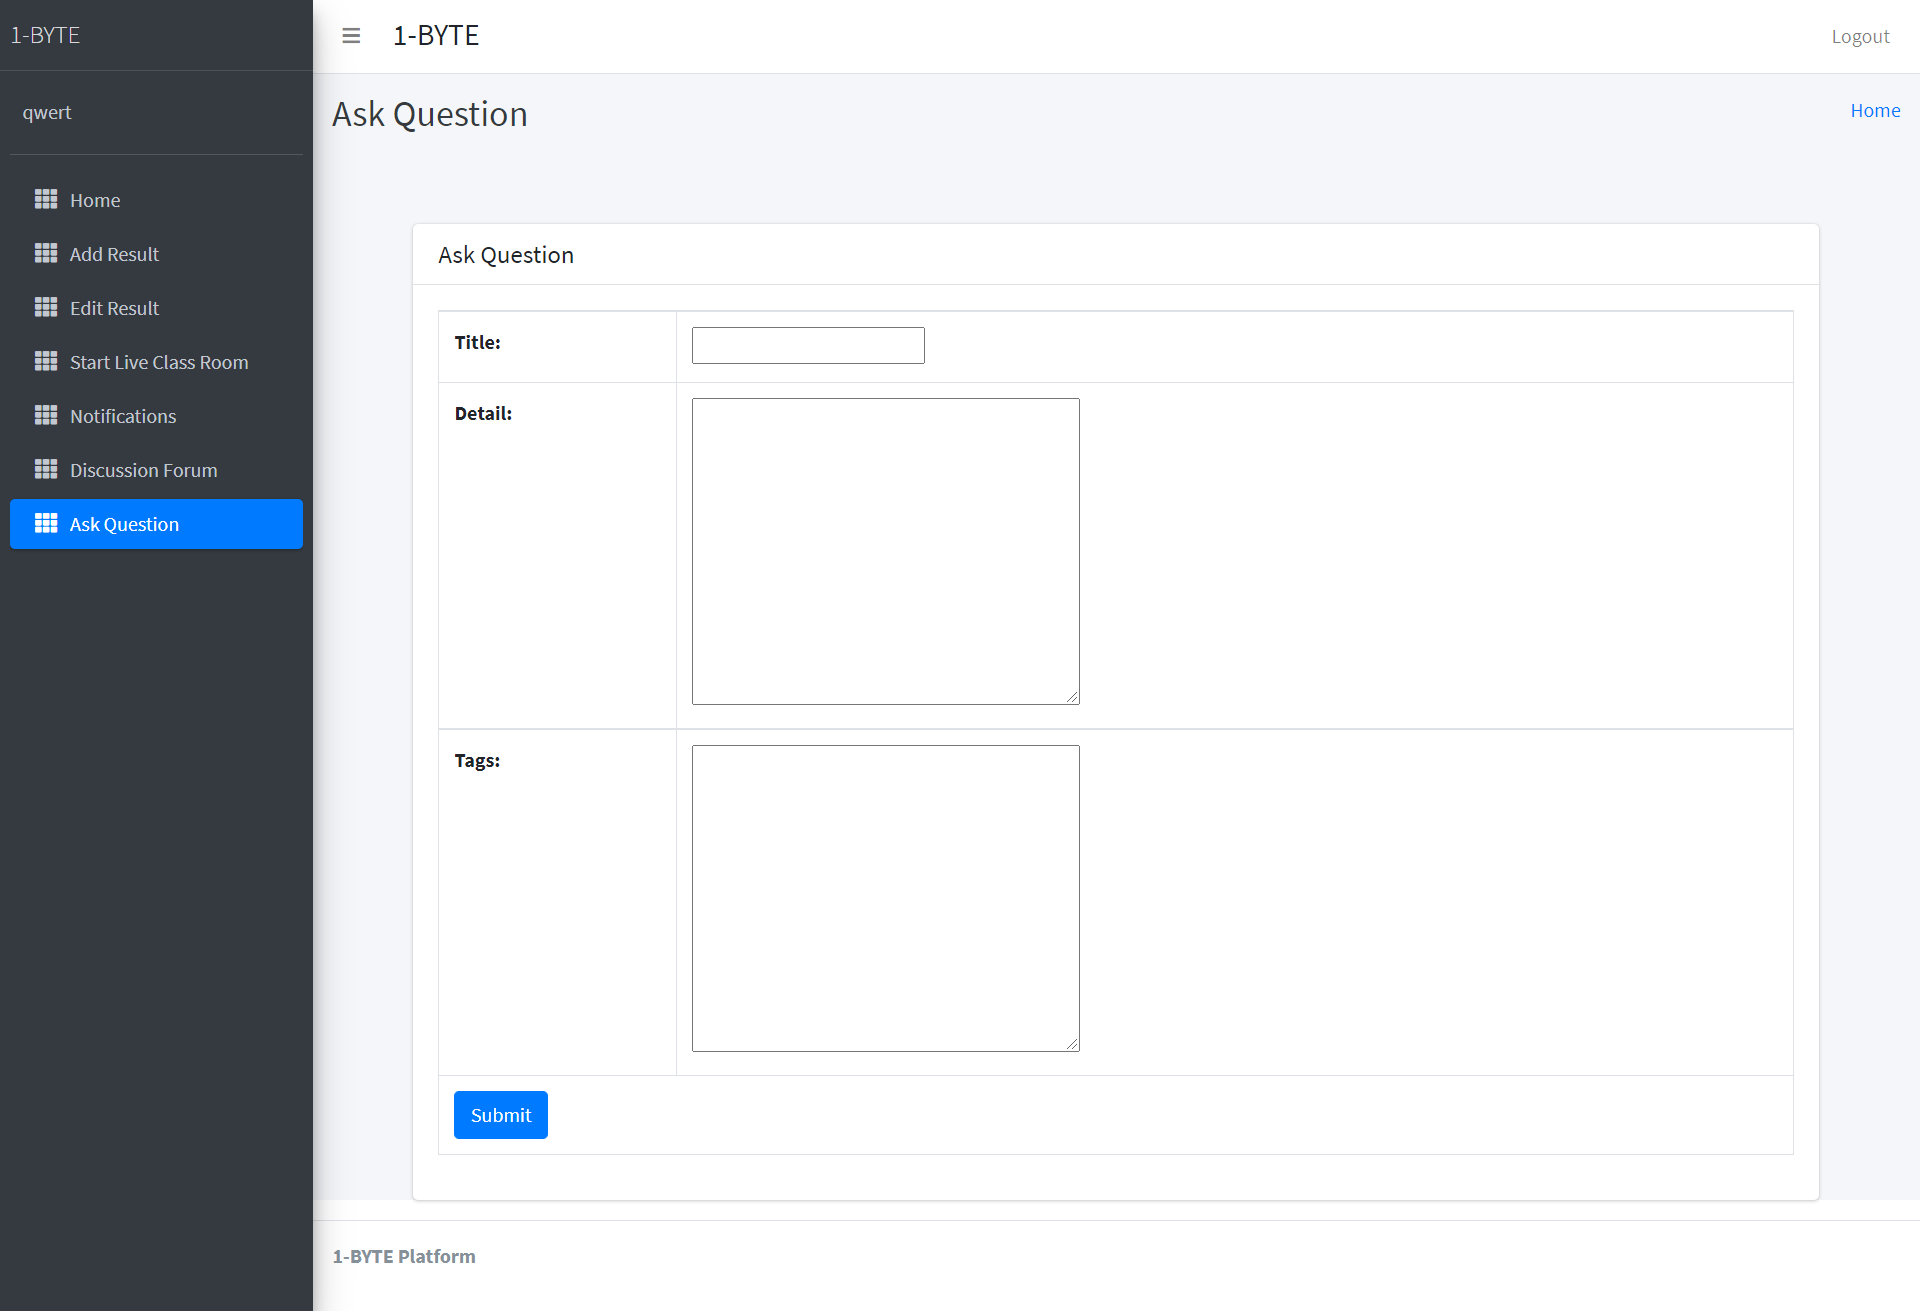 1-BYTE
qwert
Home
Add Result
Edit Result
Start Live Class Room
Notifications
Discussion Forum
Ask Question
1-BYTE
Logout
Ask Question
Home
Ask Question
Title:
Detail:
Tags:
Submit
1-BYTE Platform